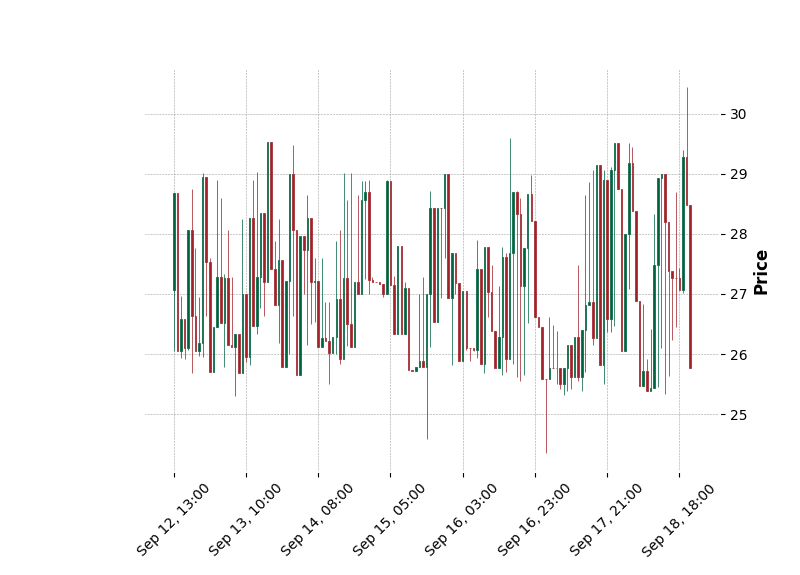 30
29
28
27
26
25
Price
Sep 12, 13:00
Sep 13, 10:00
Sep 14, 08:00
Sep 15, 05:00
Sep 16, 03:00
Sep 16, 23:00
Sep 17, 21:00
Sep 18, 18:00